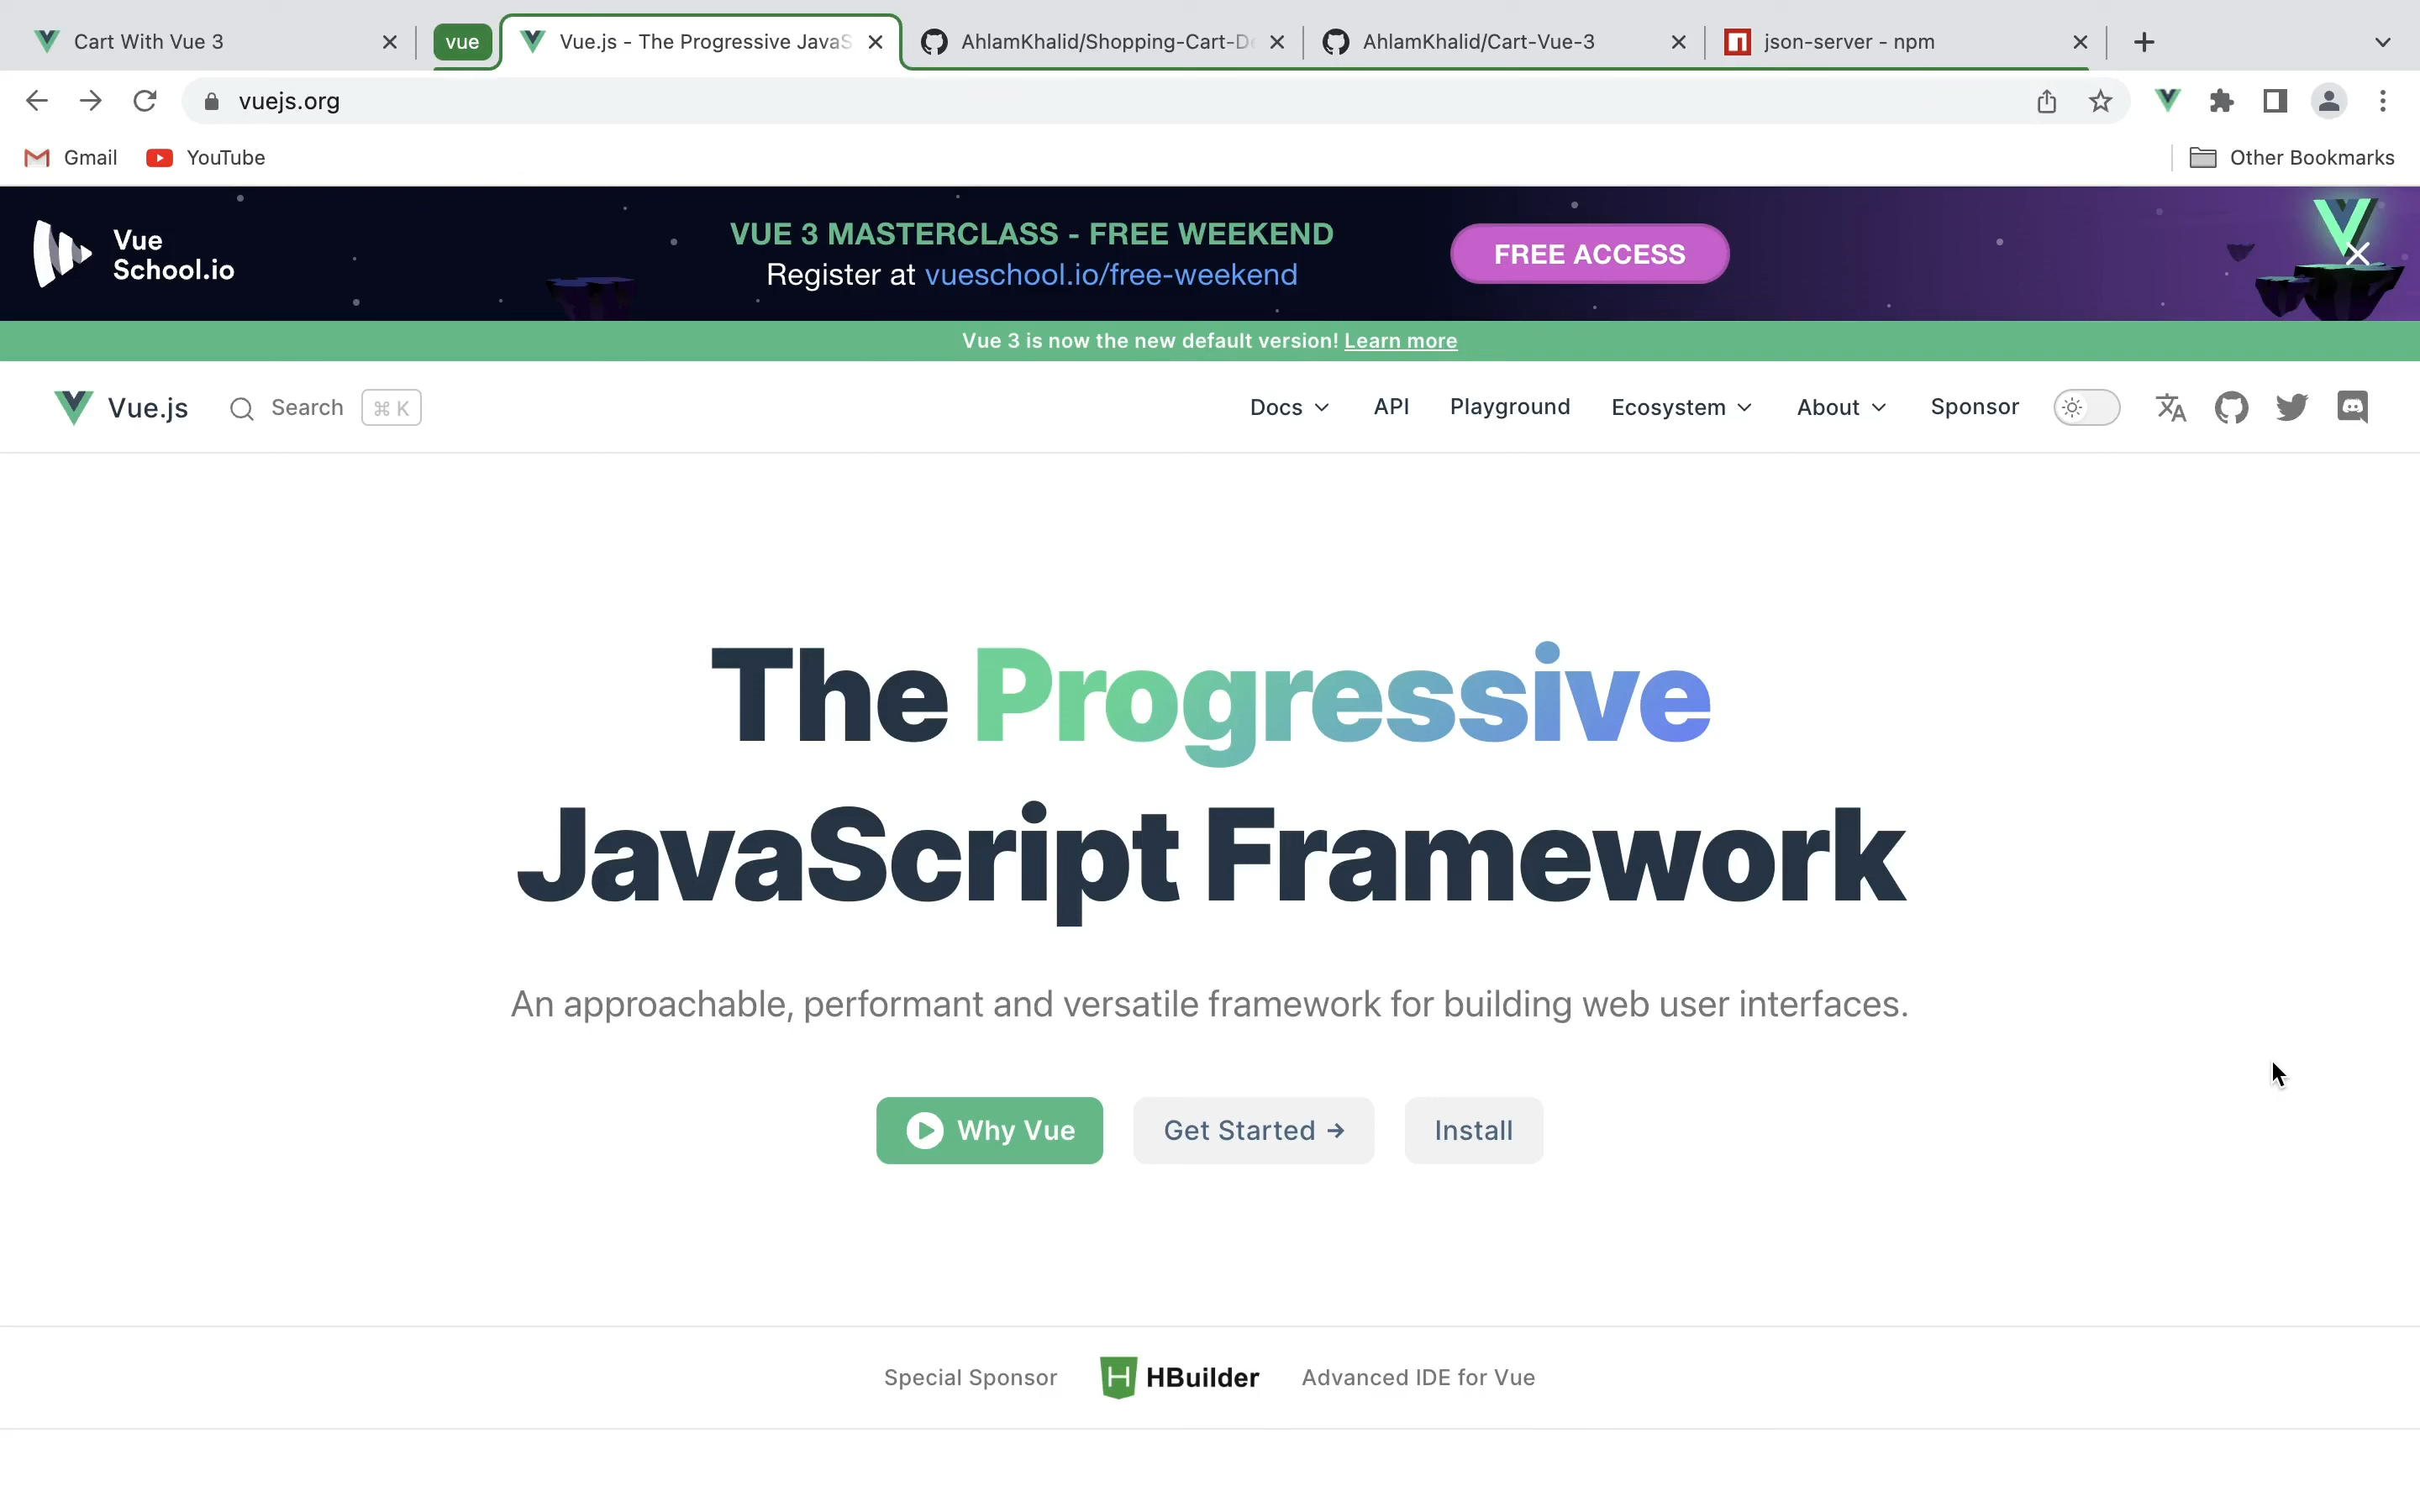 Cart With Vue 3
vue
Vue.js - The Progressive JavaS
AhlamKhalid/Shopping-Cart-De
AhlamKhalid/Cart-Vue-3
json-server - npm
vuejs.org
Gmail
YouTube
Other Bookmarks
Vue
School.io
VUE 3 MASTERCLASS - FREE WEEKEND
Register at vueschool.io/free-weekend
FREE ACCESS
Vue 3 is now the new default version! Learn more
Vue.js
Search
⌘ K
Docs
API
Playground
Ecosystem
About
Sponsor
The Progressive
JavaScript Framework
An approachable, performant and versatile framework for building web user interfaces.
Why Vue
Get Started →
Install
Special Sponsor
HBuilder
Advanced IDE for Vue